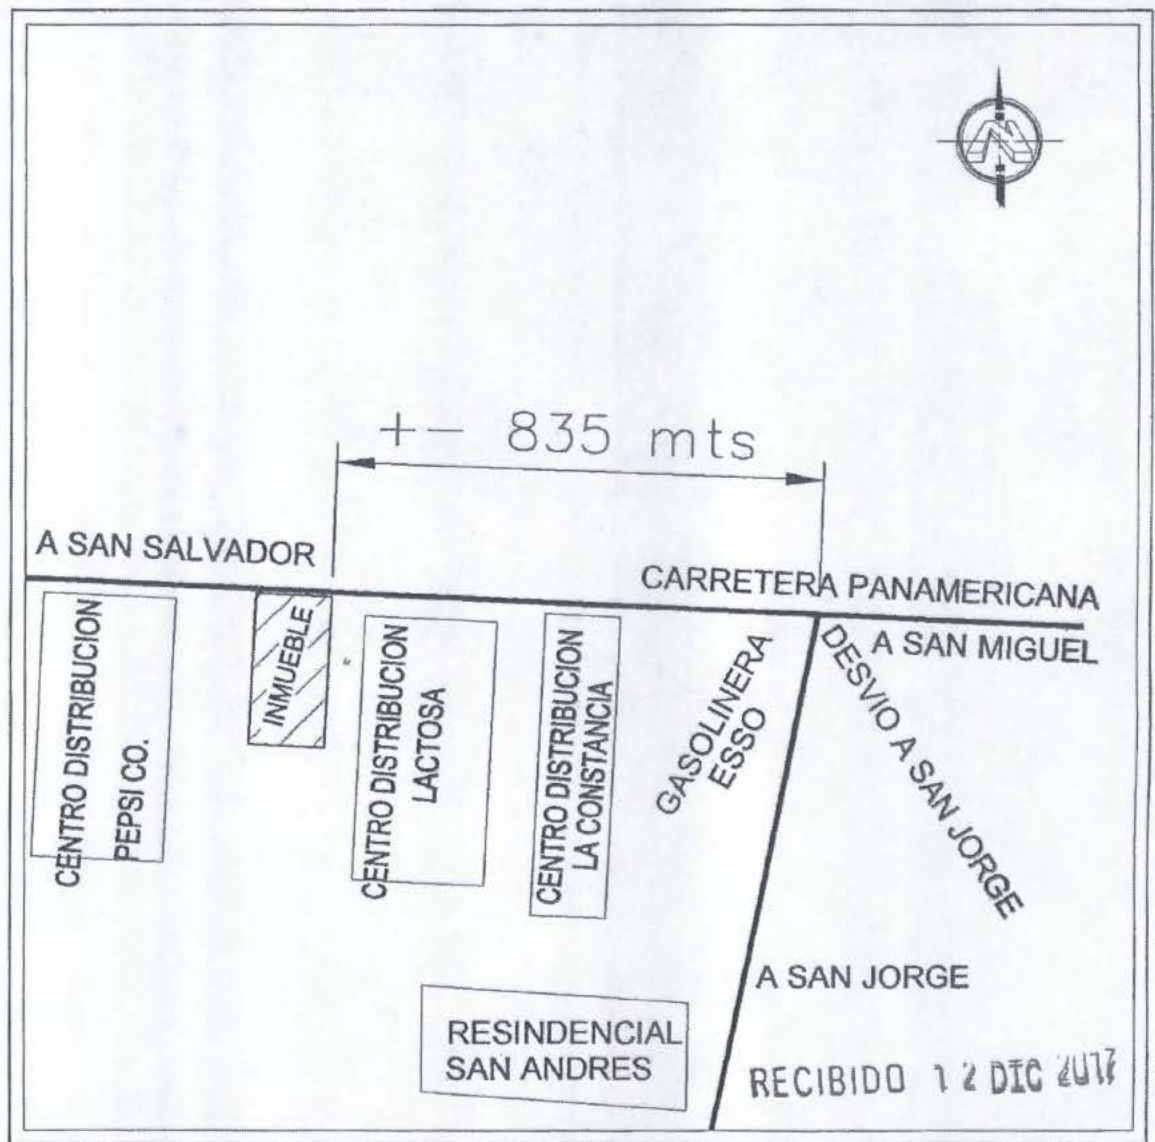 +- 835 mts
A SAN SALVADOR
CARRETERA PANAMERICANA
A SAN MIGUEL
CENTRO DISTRIBUCION
PEPSI CO.
INMUEBLE
CENTRO DISTRIBUCION
LACTOSA
CENTRO DISTRIBUCION
LA CONSTANCIA
GASOLINERA
ESSO
DESVIO A SAN JORGE
A SAN JORGE
RESINDENCIAL
SAN ANDRES
RECIBIDO 12 DIC